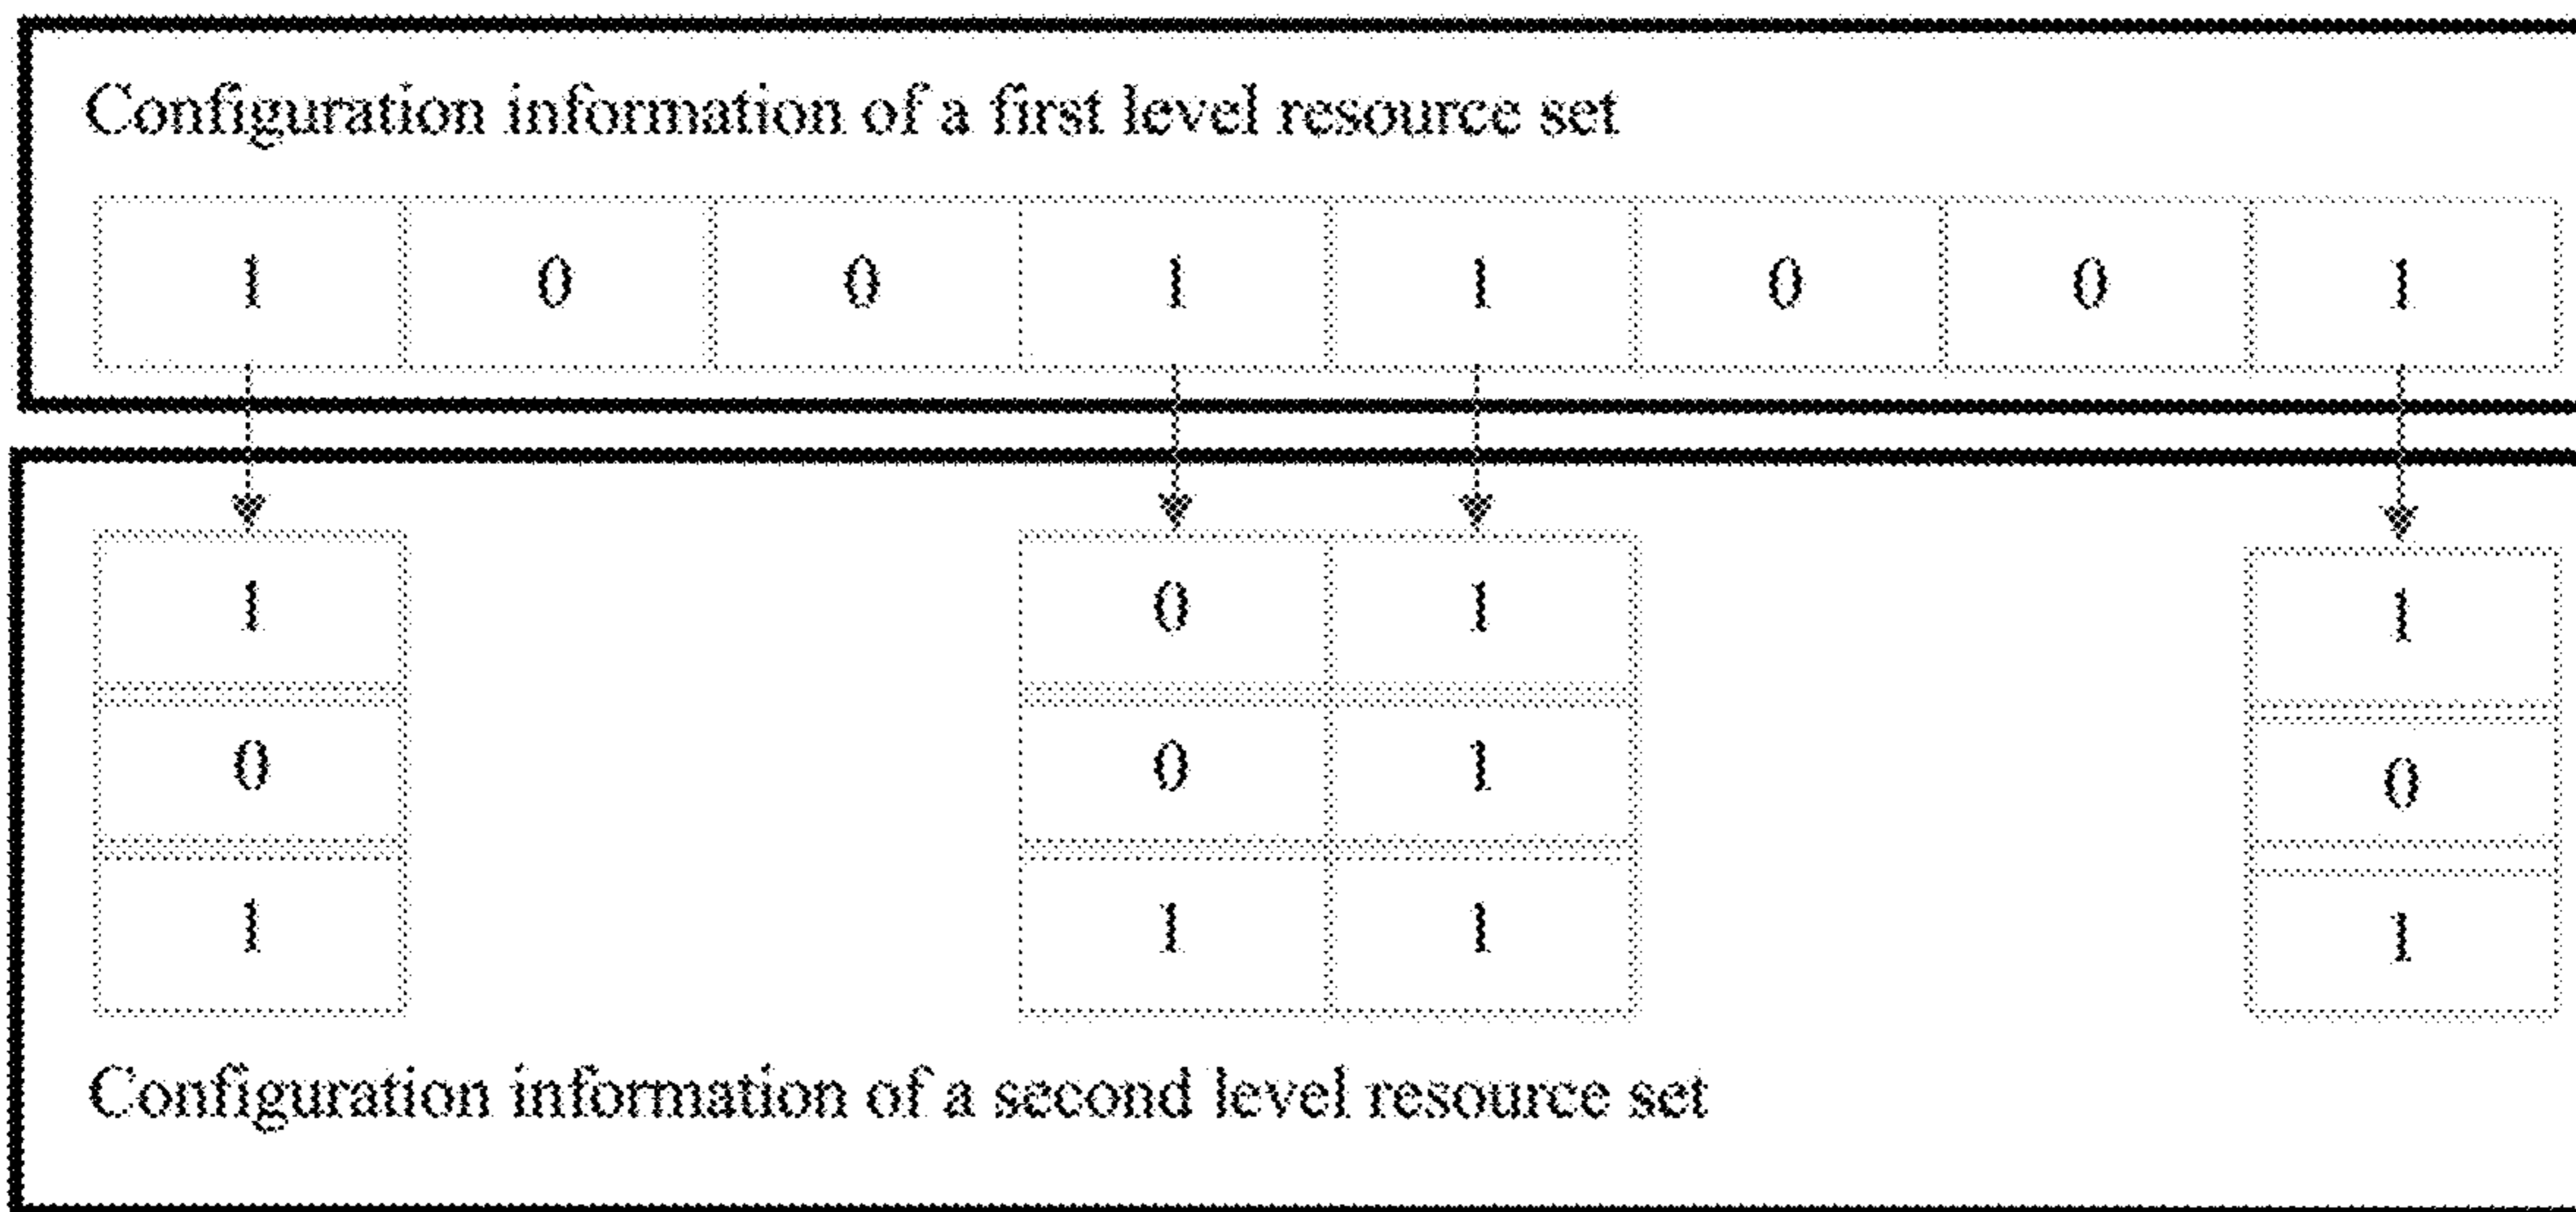 Configuration information of a first level resource set
1 0 0 1 1 0 0 1
1 0 1 1
0 0 1 0
1 1 1 1
Configuration information of a second level resource set